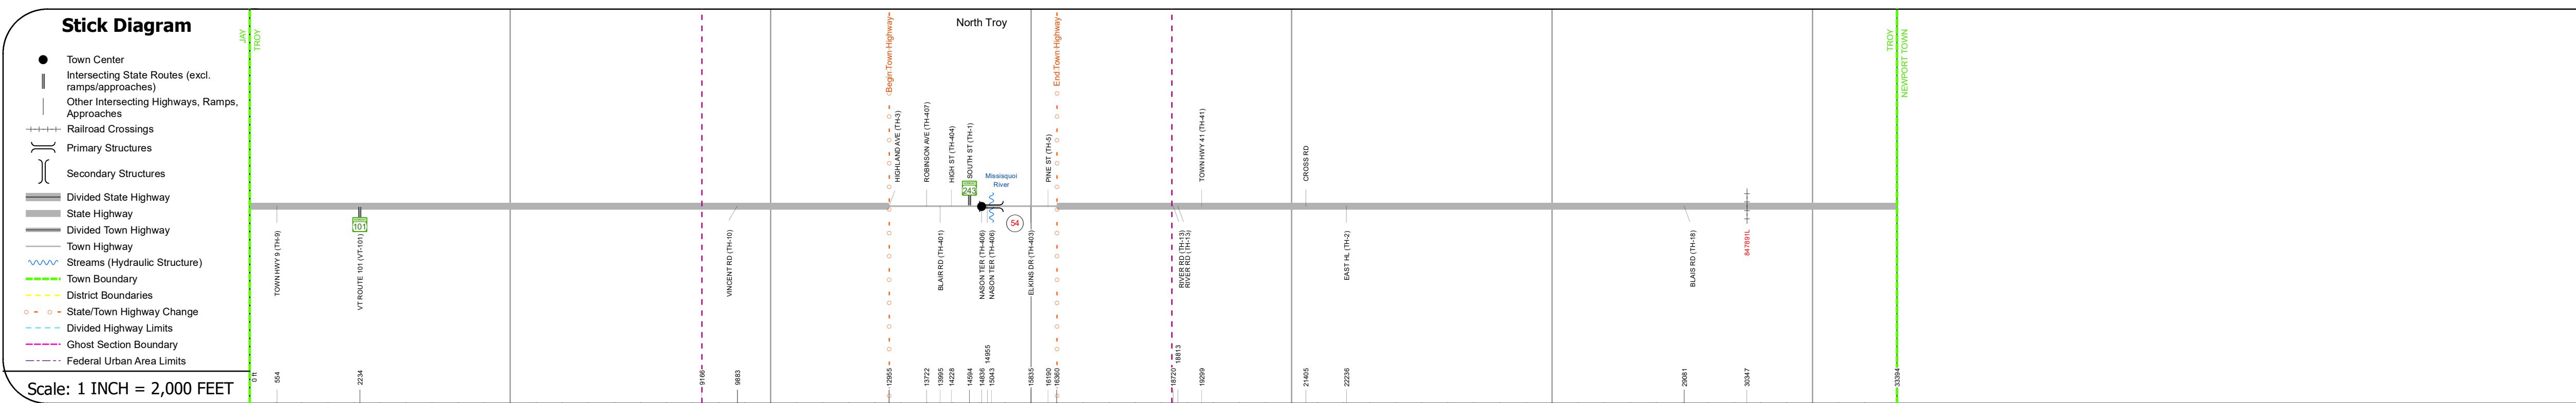 Stick Diagram
Town Center
Intersecting State Routes (excl.
ramps/approaches)
Other Intersecting Highways, Ramps,
Approaches
Railroad Crossings
Primary Structures
Secondary Structures
Divided State Highway
State Highway
Divided Town Highway
Town Highway
Streams (Hydraulic Structure)
Town Boundary
District Boundaries
State/Town Highway Change
Divided Highway Limits
Ghost Section Boundary
Federal Urban Area Limits
Scale: 1 INCH = 2,000 FEET
JAY
TROY
TOWN HWY 9 (TH-9)
101
VT ROUTE 101 (VT-101)
VINCENT RD (TH-10)
Begin Town Highway
HIGHLAND AVE (TH-3)
ROBINSON AVE (TH-407)
BLAIR RD (TH-401)
HIGH ST (TH-404)
SOUTH ST (TH-1)
243
North Troy
Missisquoi
River
NASON TER (TH-406)
NASON TER (TH-406)
54
ELKINS DR (TH-403)
PINE ST (TH-5)
End Town Highway
RIVER RD (TH-13)
RIVER RD (TH-13)
TOWN HWY 41 (TH-41)
CROSS RD
EAST HL (TH-2)
BLAIS RD (TH-18)
847891L
TROY
NEWPORT TOWN
0 ft
554
2234
9166
9883
12955
13722
13995
14228
14594
14836
14955
15043
15835
16190
16360
18720
18813
19299
21405
22236
29081
30347
33394